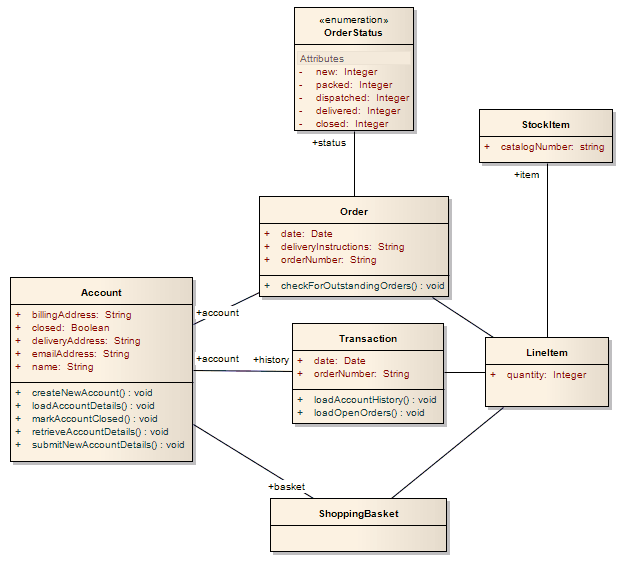 «enumeration»
OrderStatus
Attributes
- new: Integer
- packed: Integer
- dispatched: Integer
- delivered: Integer
- closed: Integer
+status
StockItem
+ catalogNumber: string
+item
Order
+ date: Date
+ deliveryInstructions: String
+ orderNumber: String
+ checkForOutstandingOrders() : void
Account
+ billingAddress: String
+ closed: Boolean
+ deliveryAddress: String
+ emailAddress: String
+ name: String
+ createNewAccount() : void
+ loadAccountDetails() : void
+ markAccountClosed() : void
+ retrieveAccountDetails() : void
+ submitNewAccountDetails() : void
+account
+account
+history
Transaction
+ date: Date
+ orderNumber: String
+ loadAccountHistory() : void
+ loadOpenOrders() : void
LineItem
+ quantity: Integer
+basket
ShoppingBasket